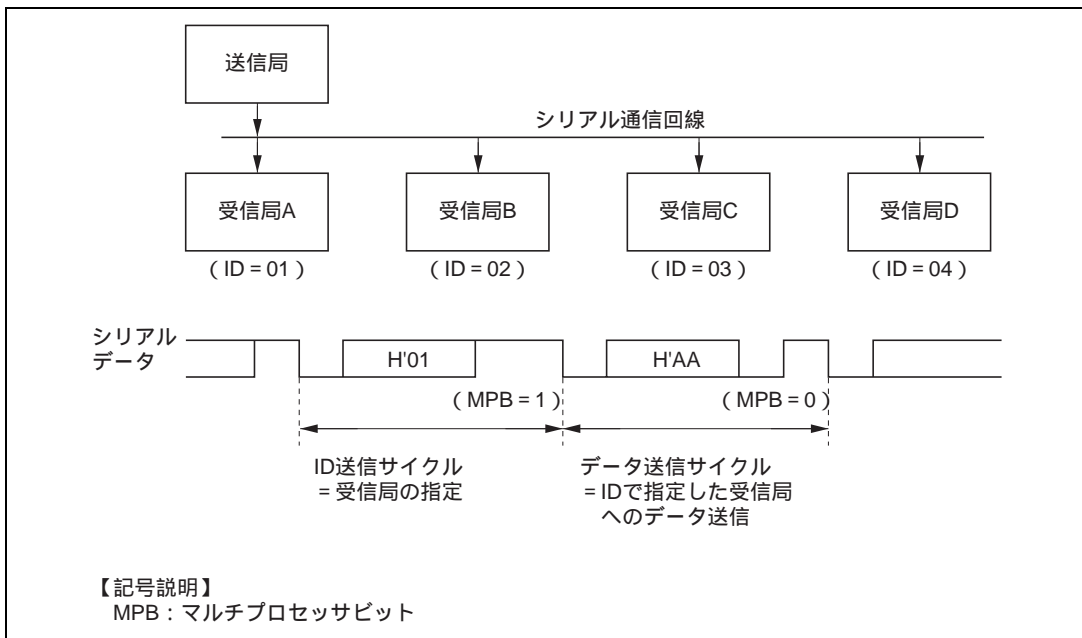 送信局
シリアル通信回線
受信局A
受信局B
受信局C
受信局D
（ID＝01）
（ID＝02）
（ID＝03）
（ID＝04）
シリアル
データ
H'01
H'AA
（MPB＝1）
（MPB＝0）
ID送信サイクル
＝受信局の指定
データ送信サイクル
＝IDで指定した受信局
へのデータ送信
【記号説明】
MPB：マルチプロセッサビット